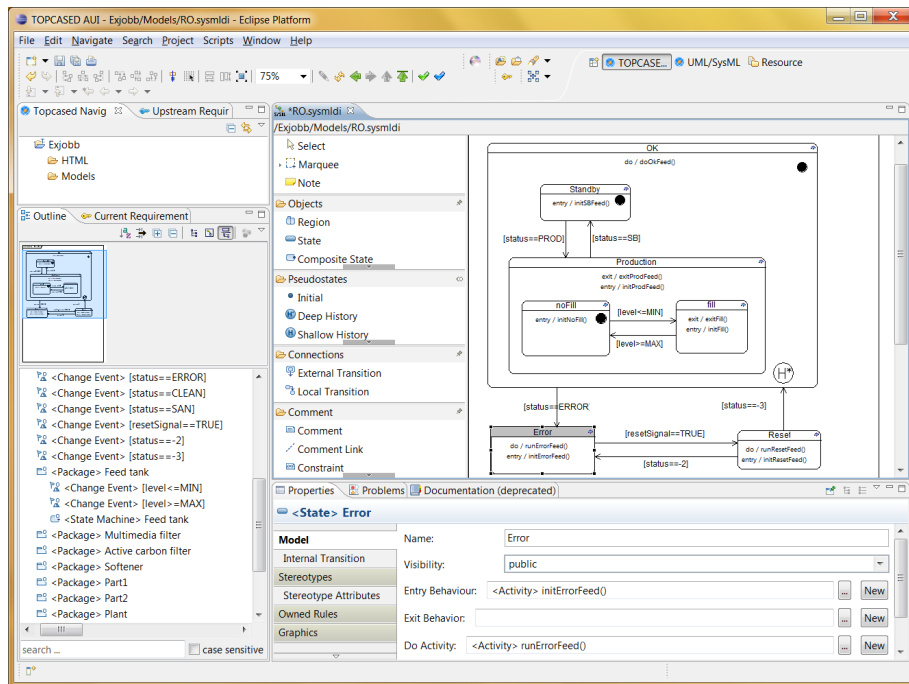 TOPCASED AUI - Exjobb/Models/RO.sysmldi - Eclipse Platform
File Edit Navigate Search Project Scripts Window Help
75%
TOPCASE... UML/SysML Resource
Topcased Navig Upstream Requir
Exjobb
HTML
Models
Outline Current Requirement
<Change Event> [status==ERROR]
<Change Event> [status==CLEAN]
<Change Event> [status==SAN]
<Change Event> [resetSignal==TRUE]
<Change Event> [status==-2]
<Change Event> [status==-3]
<Package> Feed tank
<Change Event> [level<=MIN]
<Change Event> [level>=MAX]
<State Machine> Feed tank
<Package> Multimedia filter
<Package> Active carbon filter
<Package> Softener
<Package> Part1
<Package> Part2
<Package> Plant
search ... case sensitive
*RO.sysmldi
/Exjobb/Models/RO.sysmldi
Select
Marquee
Note
Objects
Region
State
Composite State
Pseudostates
Initial
Deep History
Shallow History
Connections
External Transition
Local Transition
Comment
Comment
Comment Link
Constraint
OK
do / doOkFeed()
Standby
entry / initSBFeed()
[status==PROD] [status==SB]
Production
exit / exitProdFeed()
entry / initProdFeed()
noFill
entry / initNoFill()
[level<=MIN]
[level>=MAX]
fill
exit / exitFill()
entry / initFill()
H*
[status==ERROR]
[status==-3]
Error
do / runErrorFeed()
entry / initErrorFeed()
[resetSignal==TRUE]
[status==-2]
Reset
do / runResetFeed()
entry / initResetFeed()
Properties Problems Documentation (deprecated)
<State> Error
Model
Internal Transition
Stereotypes
Stereotype Attributes
Owned Rules
Graphics
Name: Error
Visibility: public
Entry Behaviour: <Activity> initErrorFeed() ... New
Exit Behavior: ... New
Do Activity: <Activity> runErrorFeed() ... New